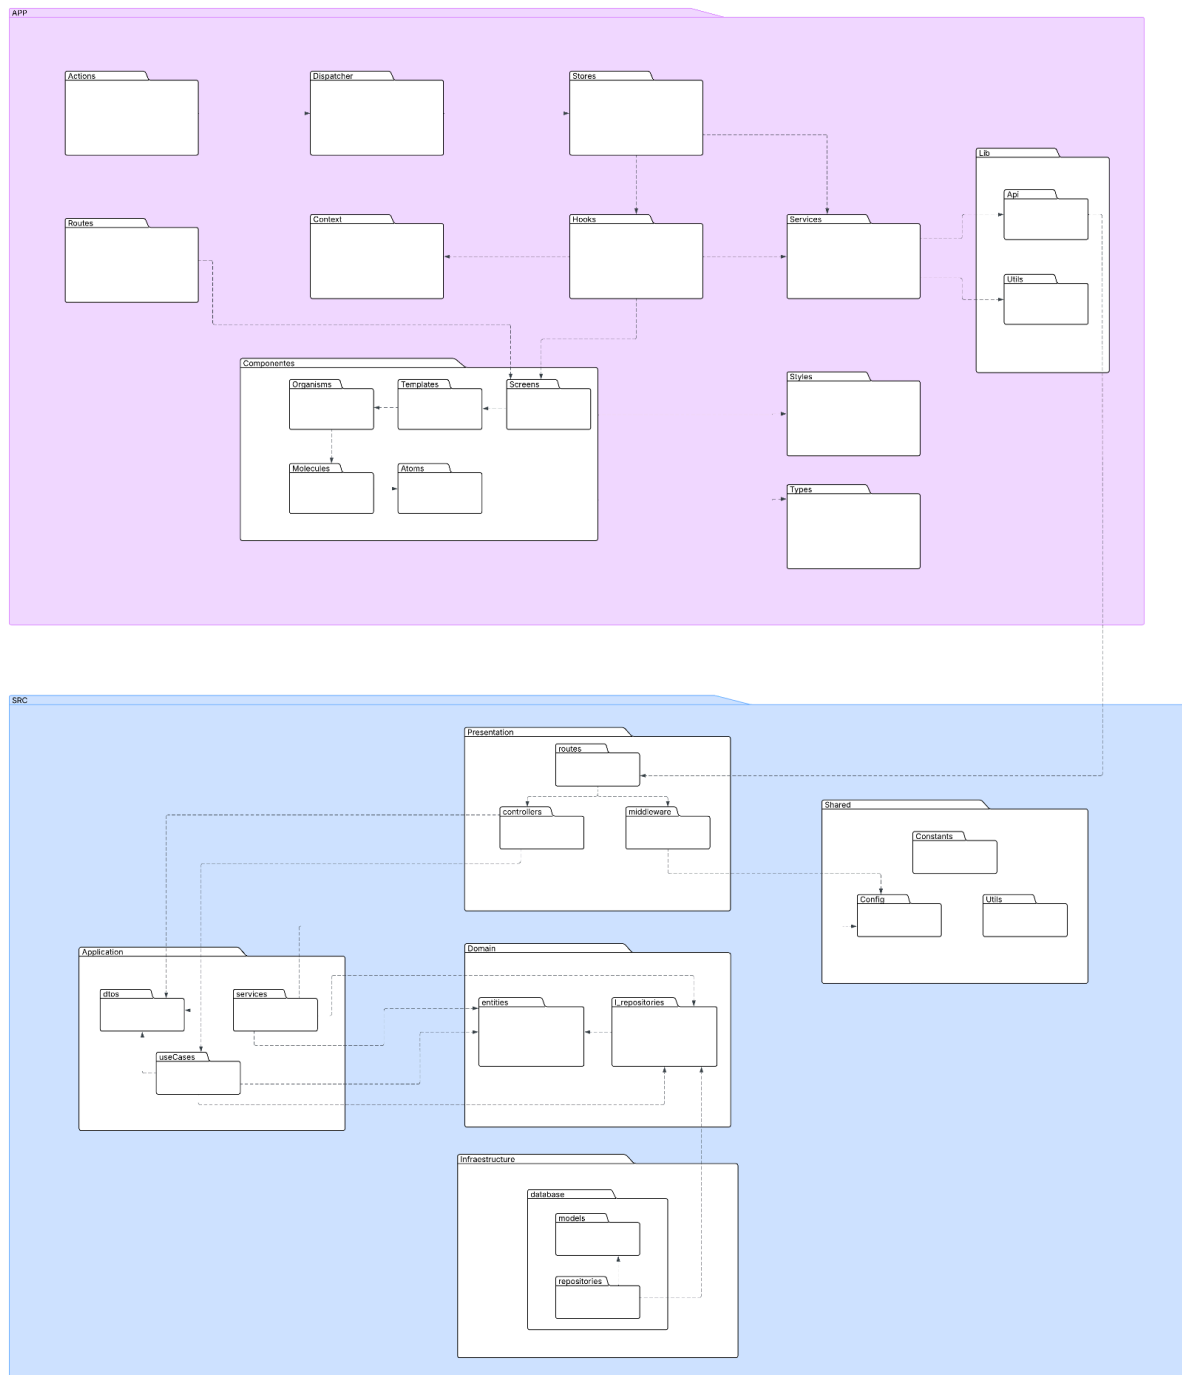 APP
Actions
Dispatcher
Stores
Lib
Api
Routes
Context
Hooks
Services
Utils
Componentes
Organisms
Templates
Screens
Styles
Molecules
Atoms
Types
SRC
Presentation
routes
controllers
middleware
Shared
Constants
Config
Utils
Application
Domain
dtos
services
entities
I_repositories
useCases
Infraestructure
database
models
repositories